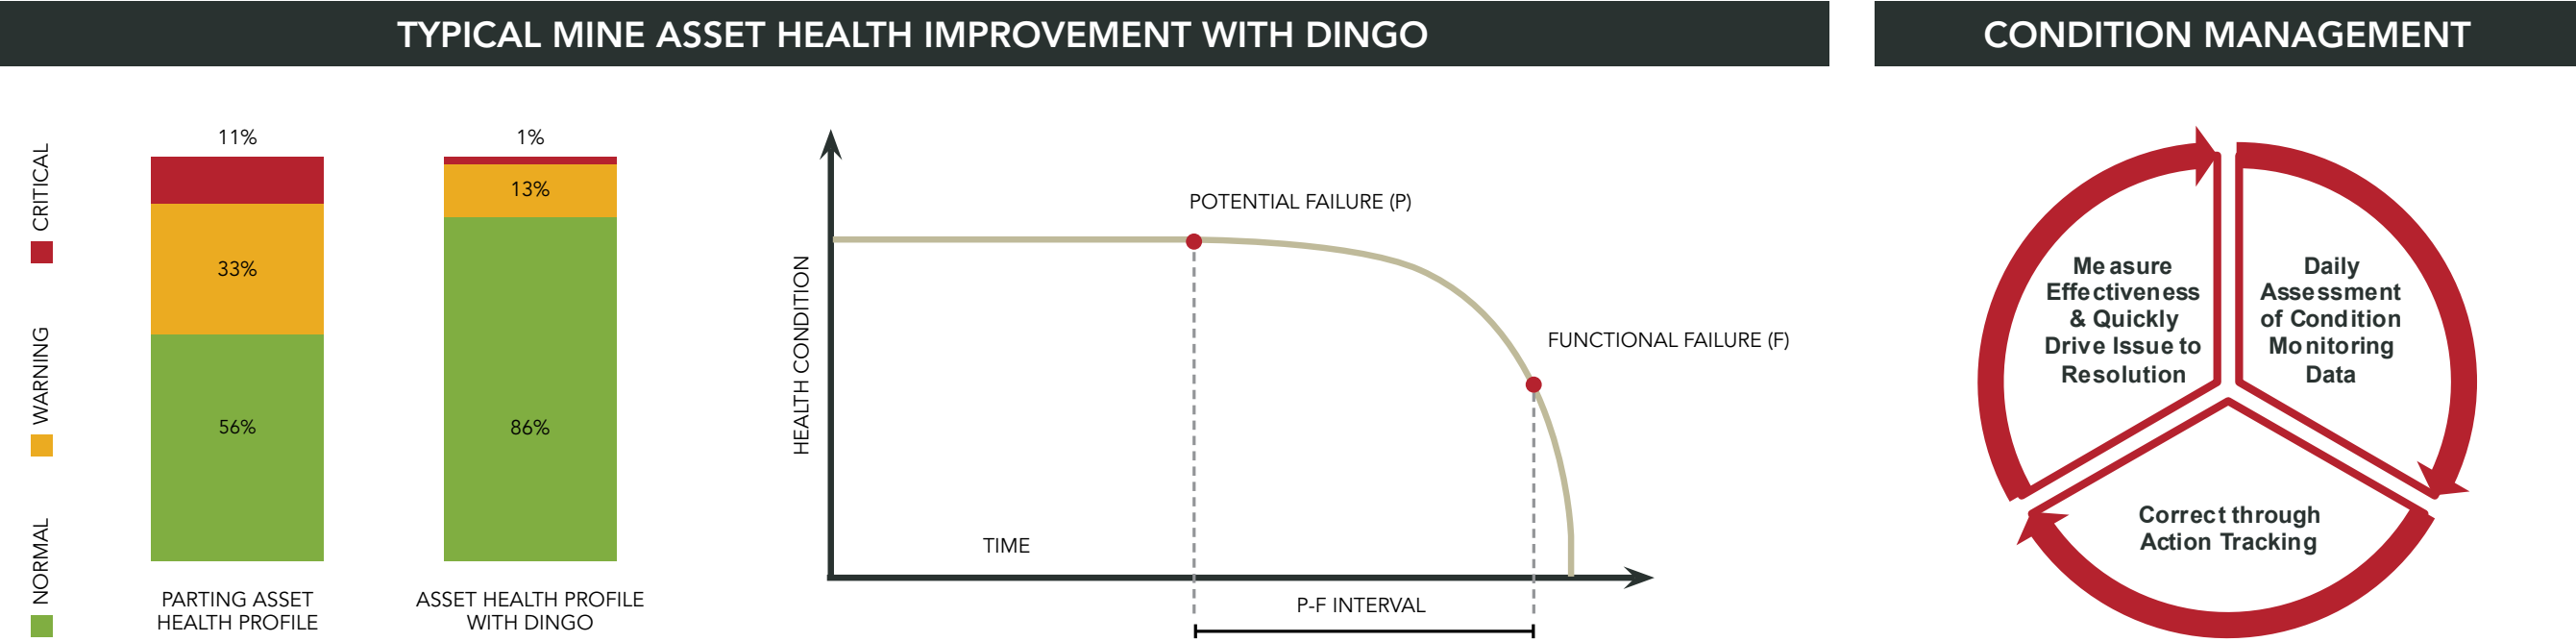 TYPICAL MINE ASSET HEALTH IMPROVEMENT WITH DINGO
CRITICAL
WARNING
NORMAL
11%
33%
56%
PARTING ASSET
HEALTH PROFILE
1%
13%
86%
ASSET HEALTH PROFILE
WITH DINGO
HEALTH CONDITION
POTENTIAL FAILURE (P)
FUNCTIONAL FAILURE (F)
TIME
P-F INTERVAL
CONDITION MANAGEMENT
Measure
Effectiveness
& Quickly
Drive Issue to
Resolution
Daily
Assessment
of Condition
Monitoring
Data
Correct through
Action Tracking